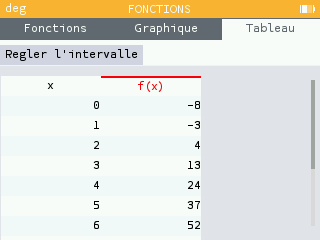 deg FONCTIONS
Fonctions Graphique Tableau
Regler l'intervalle
x f(x)
0 -8
1 -3
2 4
3 13
4 24
5 37
6 52